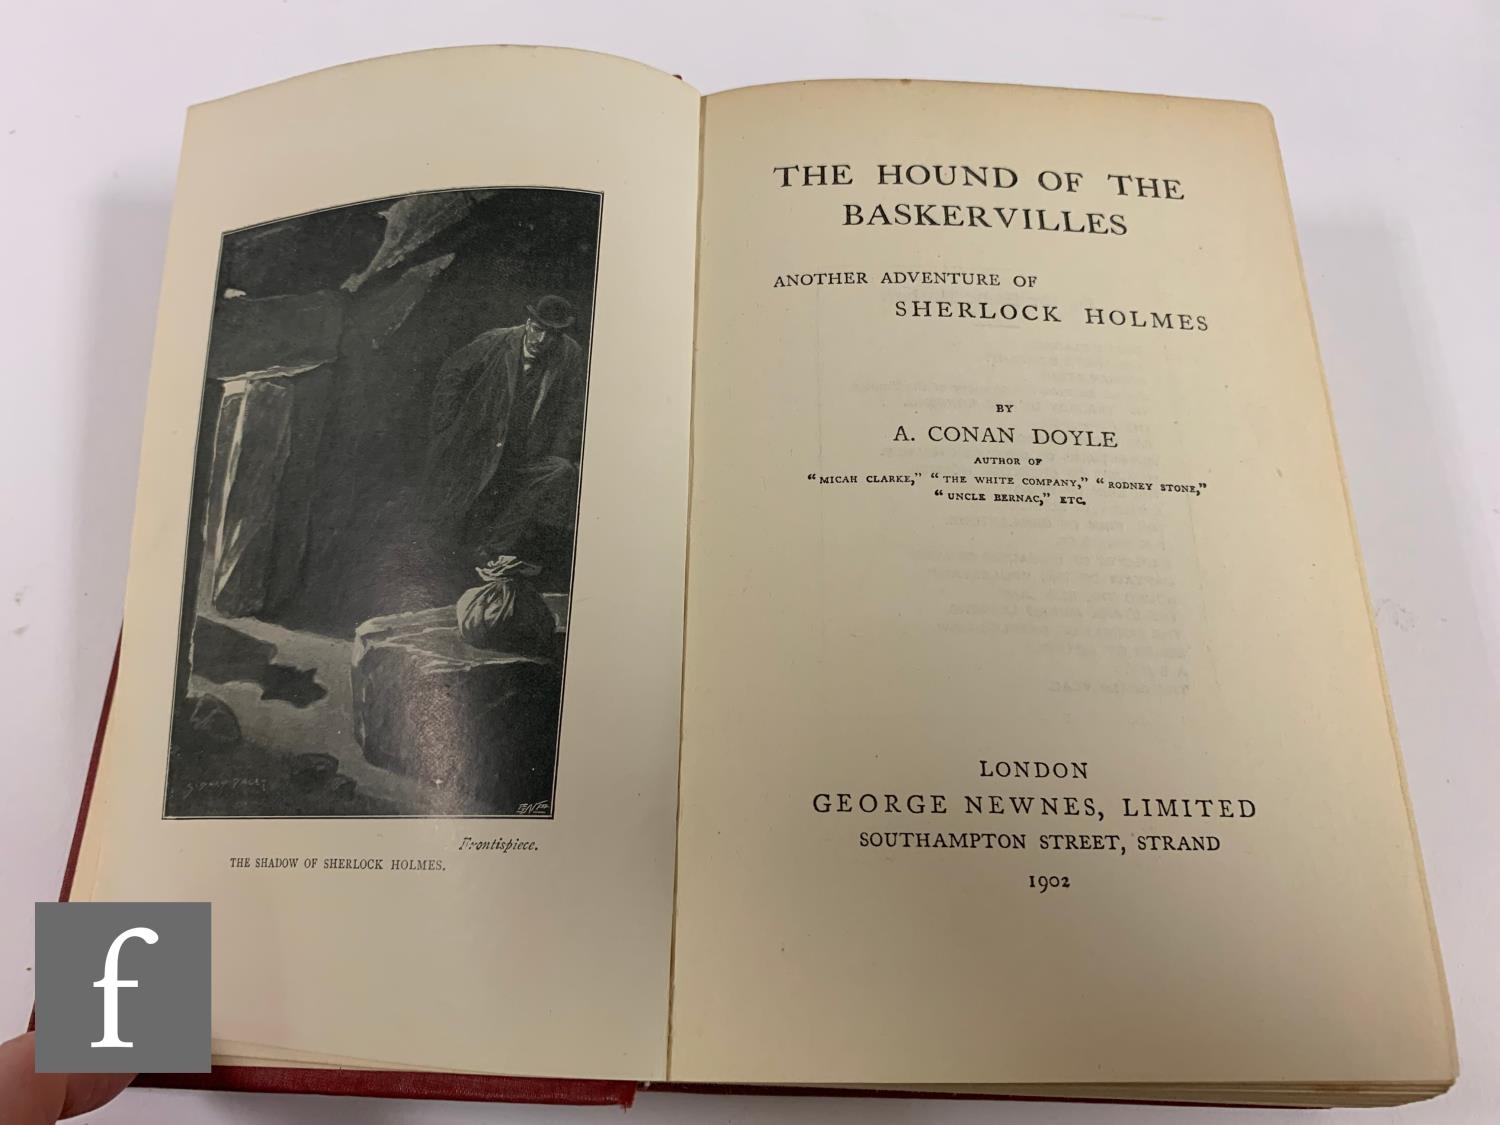 SIDNEY PAGET
Frontispiece.
THE SHADOW OF SHERLOCK HOLMES.
f
THE HOUND OF THE
BASKERVILLES
ANOTHER ADVENTURE OF
SHERLOCK HOLMES
BY
A. CONAN DOYLE
AUTHOR OF
"MICAH CLARKE," "THE WHITE COMPANY," "RODNEY STONE,"
"UNCLE BERNAC," ETC.
LONDON
GEORGE NEWNES, LIMITED
SOUTHAMPTON STREET, STRAND
1902